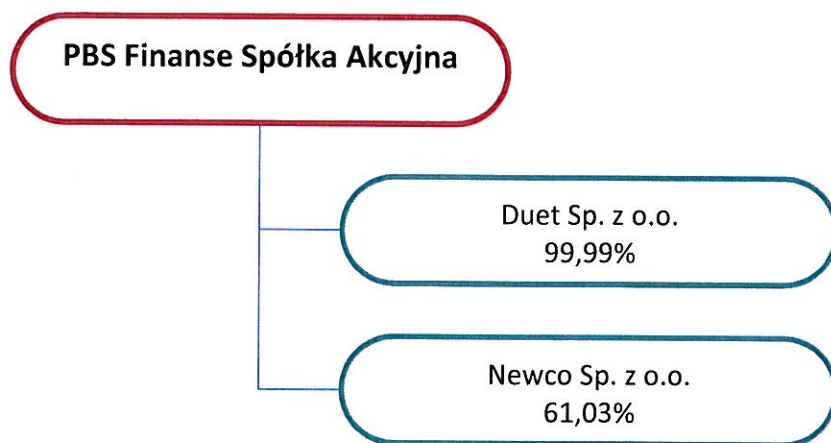 PBS Finanse Spółka Akcyjna
Duet Sp. z o.o.
99,99%
Newco Sp. z o.o.
61,03%